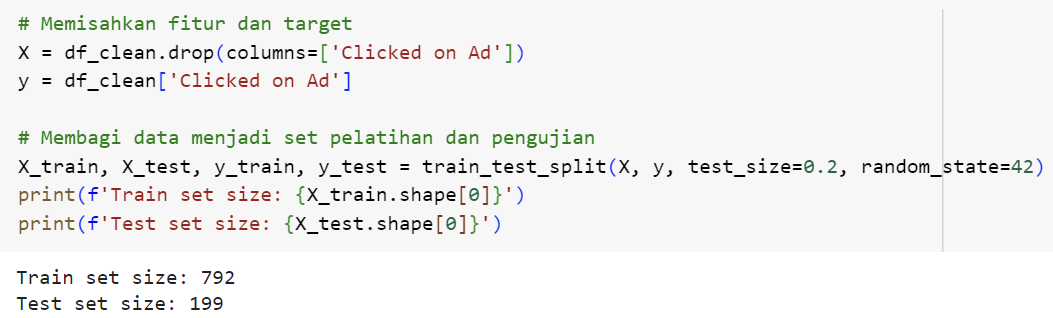 # Memisahkan fitur dan target
X = df_clean.drop(columns=['Clicked on Ad'])
y = df_clean['Clicked on Ad']
# Membagi data menjadi set pelatihan dan pengujian
X_train, X_test, y_train, y_test = train_test_split(X, y, test_size=0.2, random_state=42)
print(f'Train set size: {X_train.shape[0]}')
print(f'Test set size: {X_test.shape[0]}')
Train set size: 792
Test set size: 199